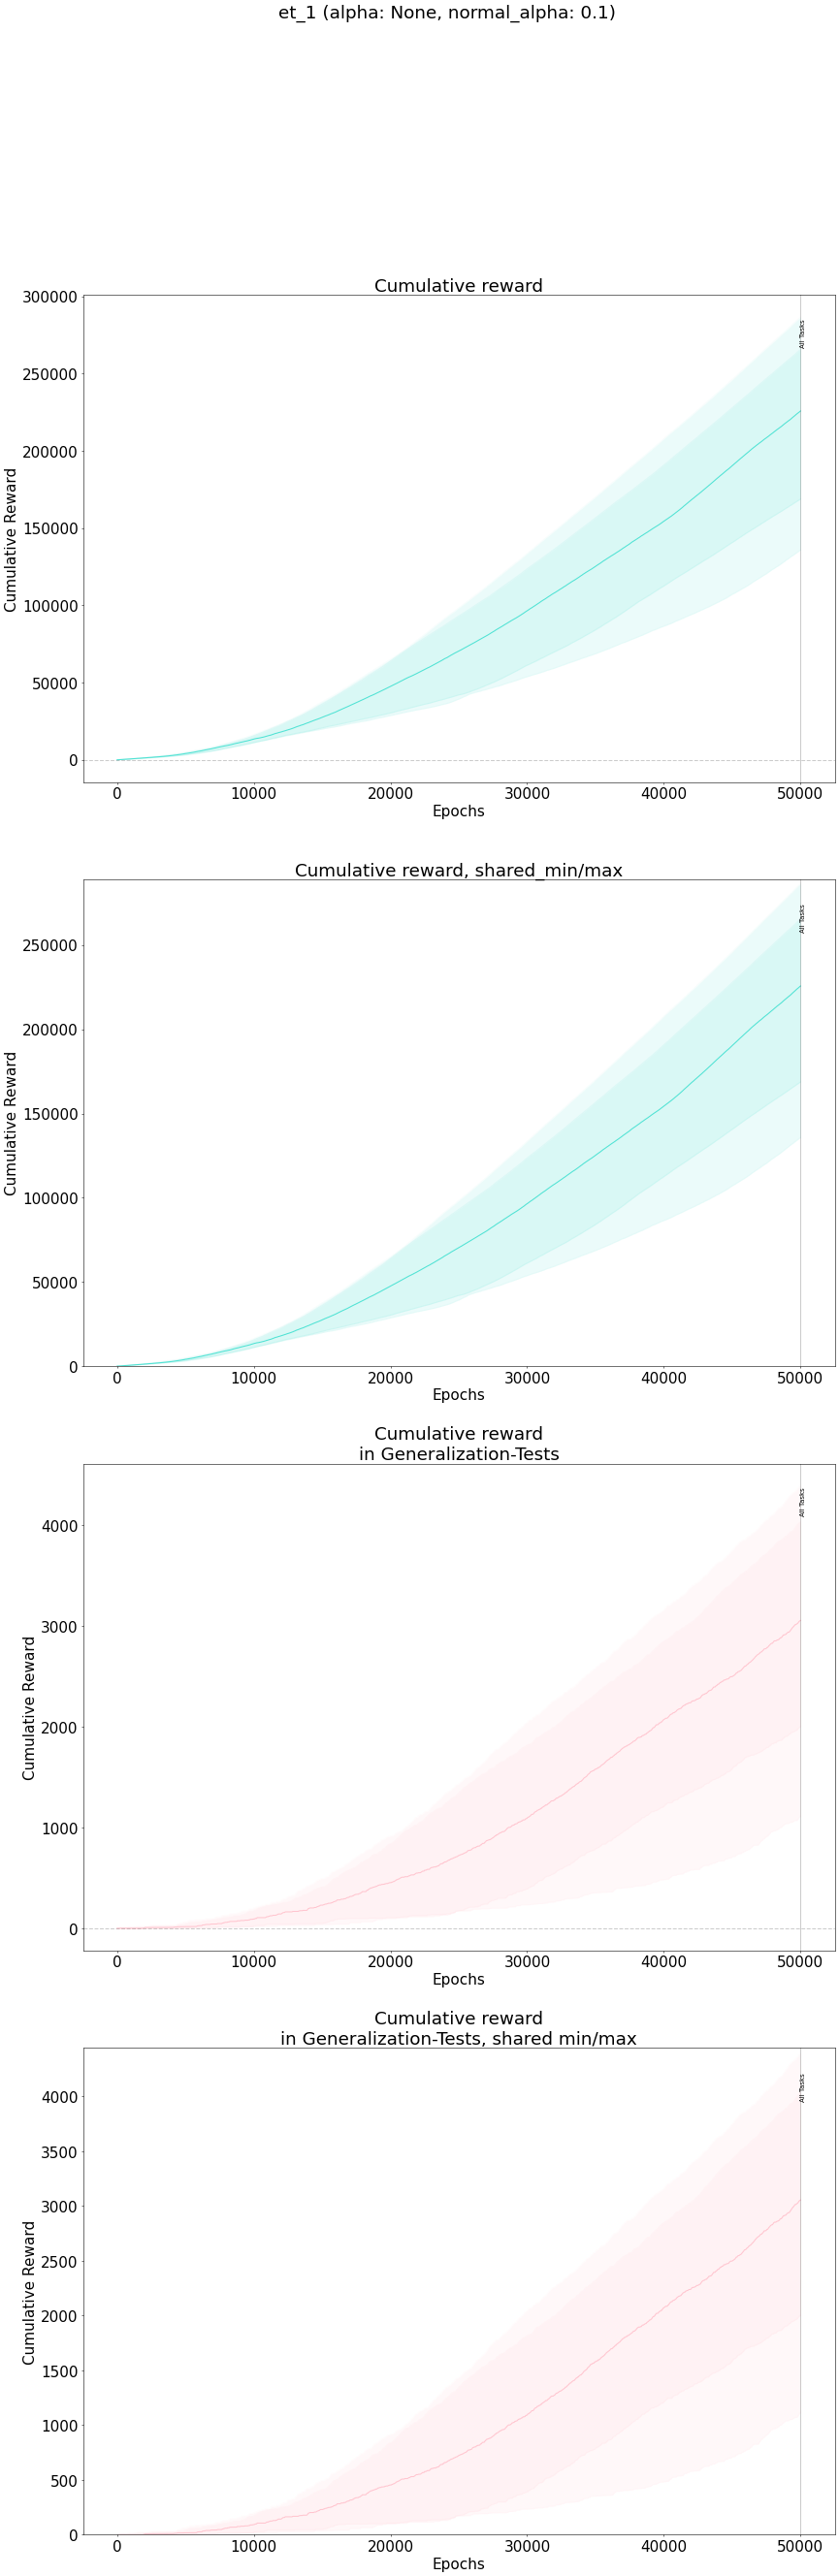 et_1 (alpha: None, normal_alpha: 0.1)
Cumulative reward
300000
250000
200000
150000
100000
50000
0
Cumulative Reward
All Tasks
0 10000 20000 30000 40000 50000
Epochs
Cumulative reward, shared_min/max
250000
200000
150000
100000
50000
0
Cumulative Reward
All Tasks
0 10000 20000 30000 40000 50000
Epochs
Cumulative reward
in Generalization-Tests
4000
3000
2000
1000
0
Cumulative Reward
All Tasks
0 10000 20000 30000 40000 50000
Epochs
Cumulative reward
in Generalization-Tests, shared min/max
4000
3500
3000
2500
2000
1500
1000
500
0
Cumulative Reward
All Tasks
0 10000 20000 30000 40000 50000
Epochs